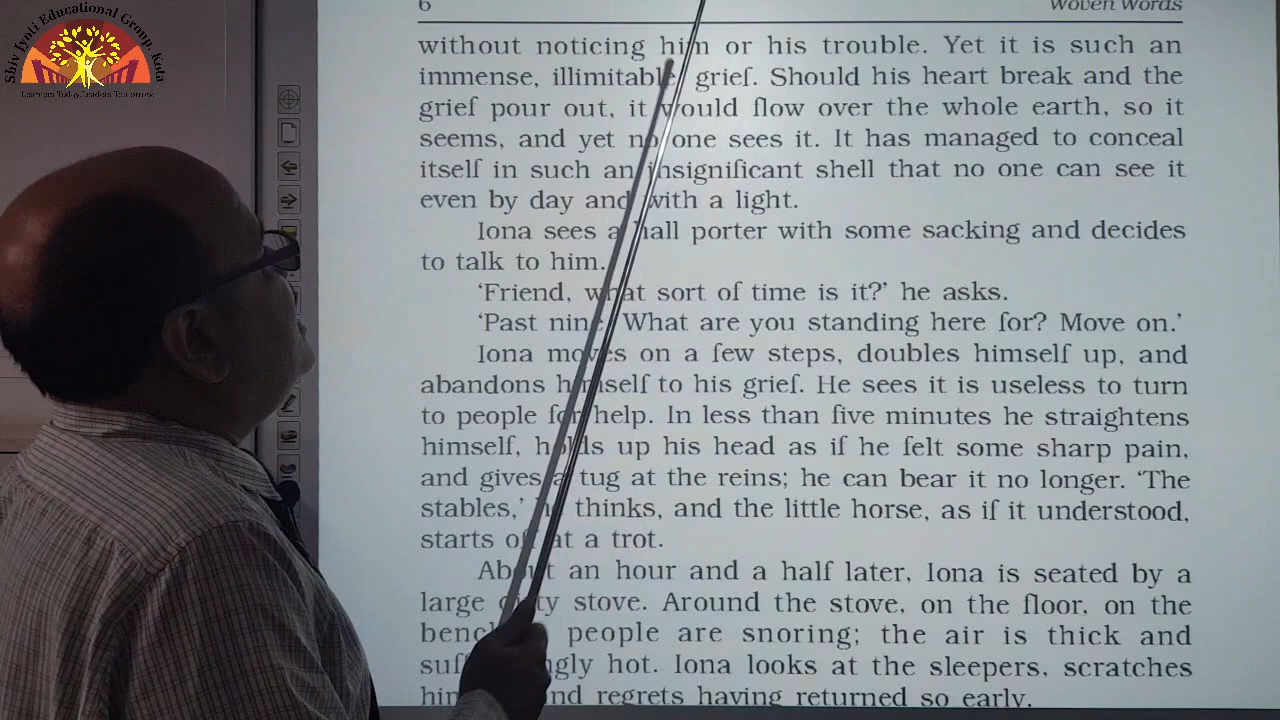 Shiv Jyoti Educational Group, Kota
Learners Today, Leaders Tomorrow
6 Woven Words
without noticing him or his trouble. Yet it is such an
immense, illimitable grief. Should his heart break and the
grief pour out, it would flow over the whole earth, so it
seems, and yet no one sees it. It has managed to conceal
itself in such an insignificant shell that no one can see it
even by day and with a light.
Iona sees a hall porter with some sacking and decides
to talk to him.
‘Friend, what sort of time is it?’ he asks.
‘Past nine. What are you standing here for? Move on.’
Iona moves on a few steps, doubles himself up, and
abandons himself to his grief. He sees it is useless to turn
to people for help. In less than five minutes he straightens
himself, holds up his head as if he felt some sharp pain,
and gives a tug at the reins; he can bear it no longer. ‘The
stables,’ he thinks, and the little horse, as if it understood,
starts off at a trot.
About an hour and a half later, Iona is seated by a
large dirty stove. Around the stove, on the floor, on the
people are snoring; the air is thick and
hot. Iona looks at the sleepers, scratches
and regrets having returned so early.